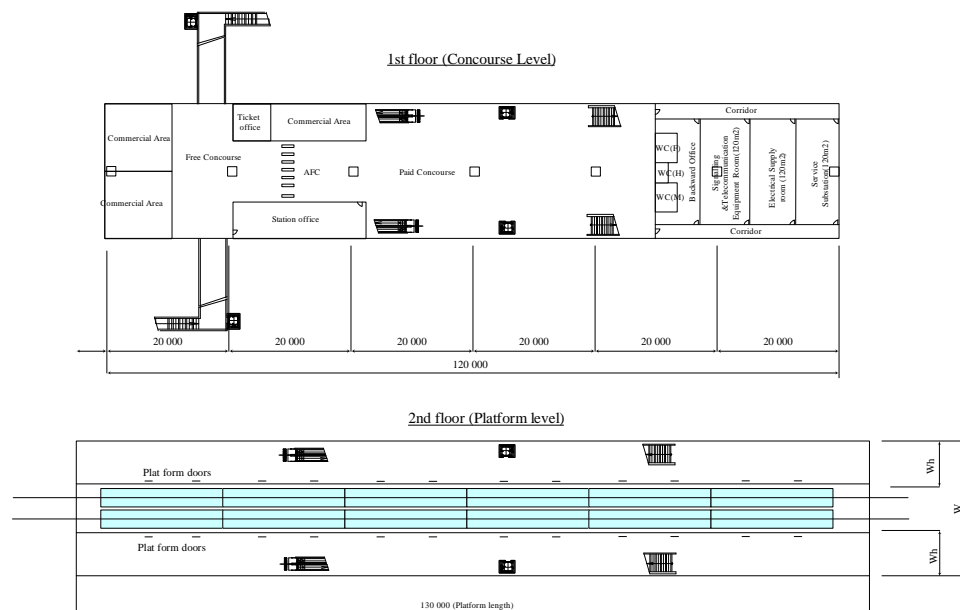 1st floor (Concourse Level)
Corridor
Ticket
office
Commercial Area
Commercial Area
Free Concourse
AFC
Paid Concourse
WC(F)
WC(H)
WC(M)
Backward Office
Signalling
&Telecommunication
Equipment Room(120m2)
Electrical Supply
room (120m2)
Service
Substation(120m2)
Commercial Area
Station office
Corridor
20 000
20 000
20 000
20 000
20 000
20 000
120 000
2nd floor (Platform level)
Plat form doors
Wh
W
Plat form doors
Wh
130 000 (Platform length)